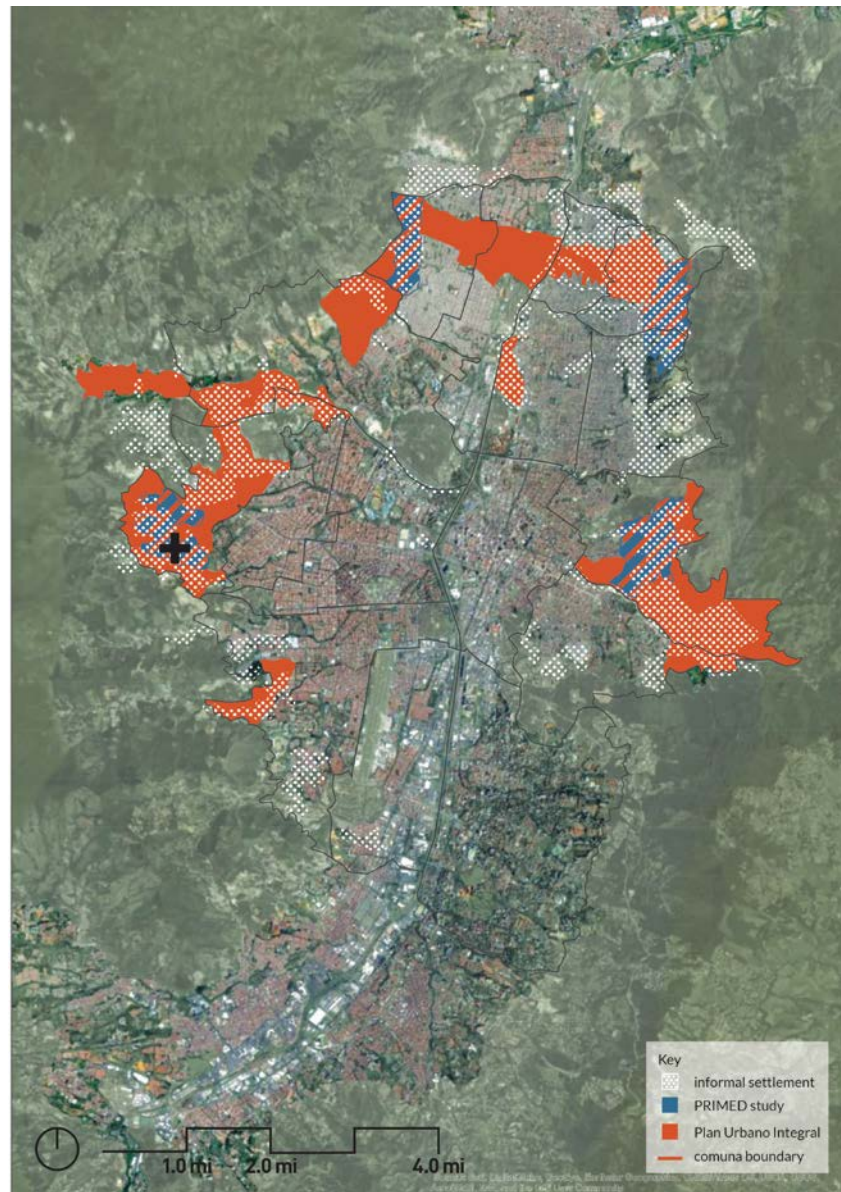 Key
informal settlement
PRIMED study
Plan Urbano Integral
comuna boundary
1.0 mi 2.0 mi 4.0 mi